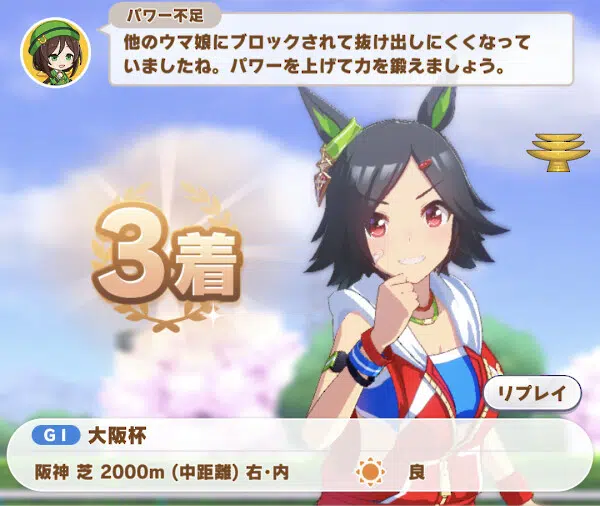 パワー不足
他のウマ娘にブロックされて抜け出しにくくなって
いましたね。パワーを上げて力を鍛えましょう。
3着
リプレイ
GI 大阪杯
阪神 芝 2000m (中距離) 右・内 良